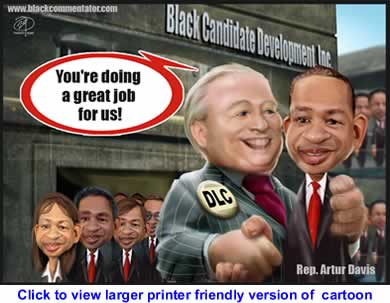 www.blackcommentator.com
Black Candidate Development, Inc.
You're doing
a great job
for us!
DLC
Rep. Artur Davis
Click to view larger printer friendly version of cartoon